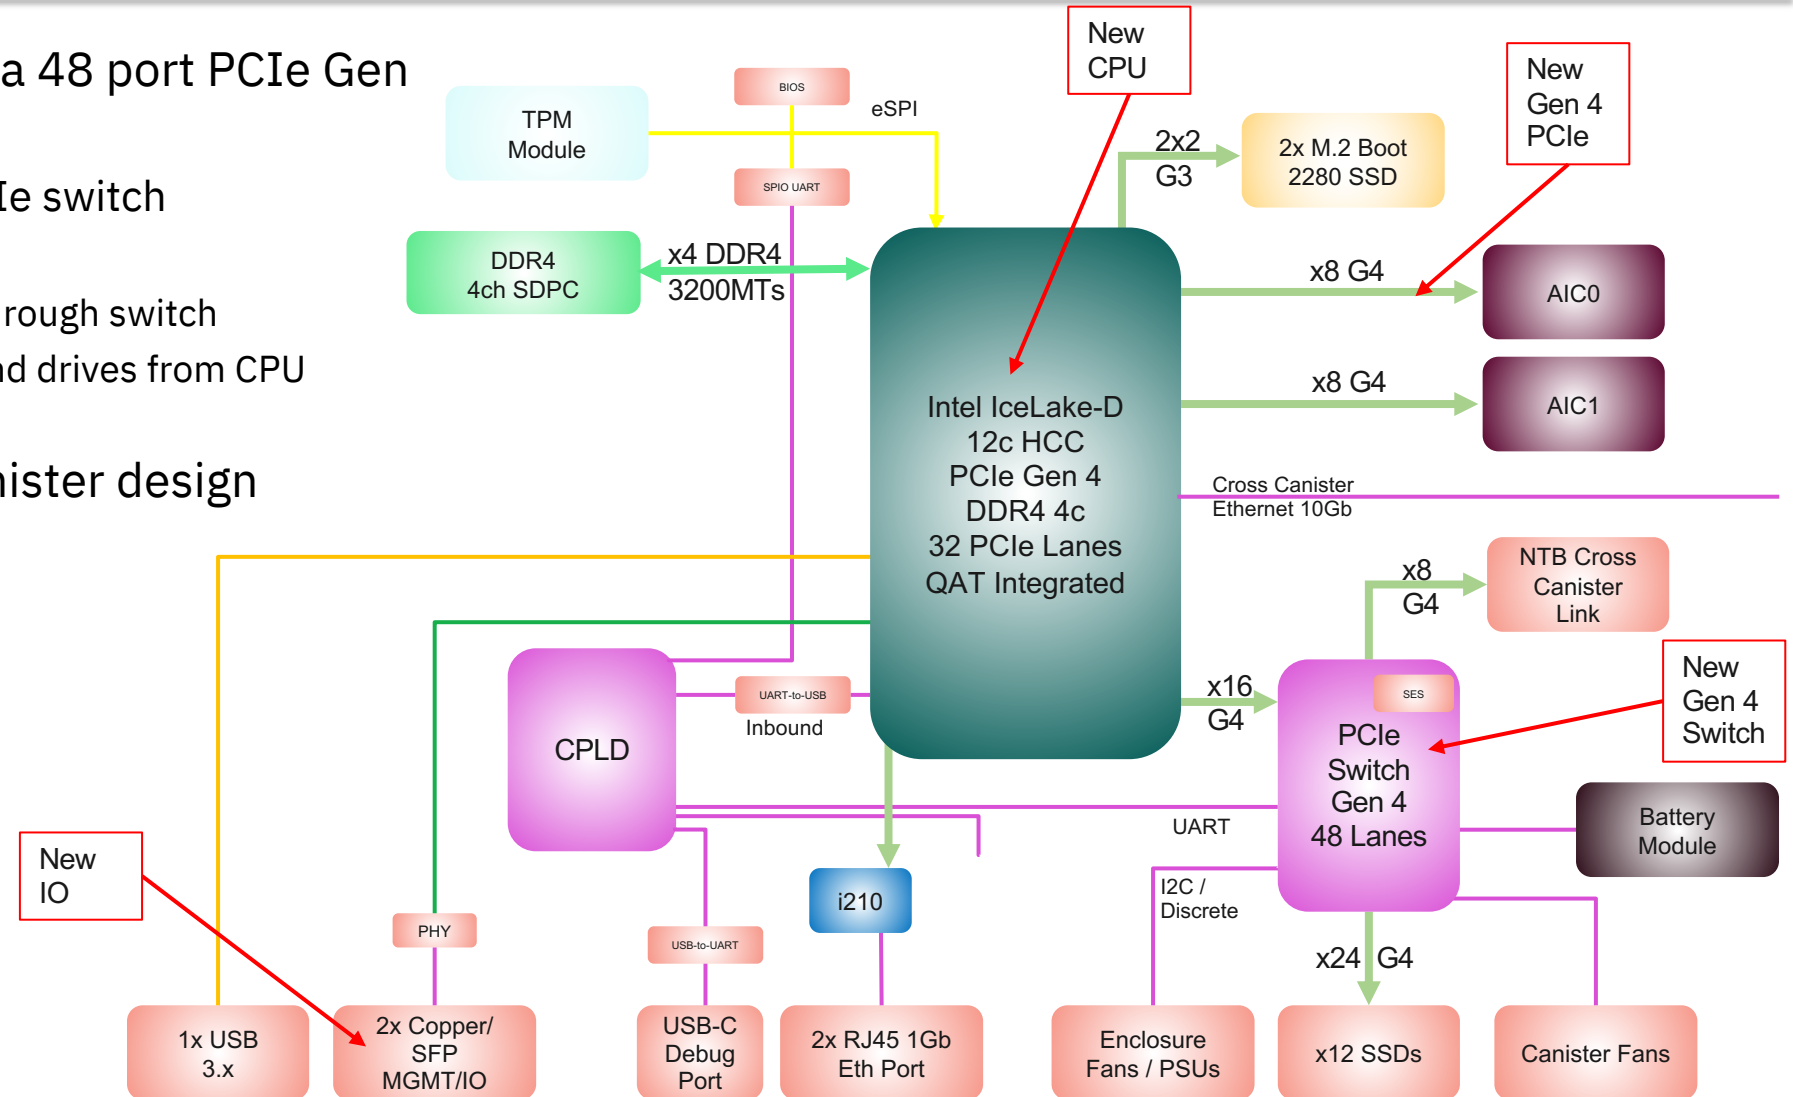 a 48 port PCIe Gen
Ie switch
rough switch
nd drives from CPU
nister design
New
CPU
New
Gen 4
PCIe
BIOS
eSPI
TPM
Module
SPIO UART
2x2
G3
2x M.2 Boot
2280 SSD
DDR4
4ch SDPC
x4 DDR4
3200MTs
x8 G4
AIC0
x8 G4
AIC1
Intel IceLake-D
12c HCC
PCIe Gen 4
DDR4 4c
32 PCIe Lanes
QAT Integrated
Cross Canister
Ethernet 10Gb
x8
G4
NTB Cross
Canister
Link
New
Gen 4
Switch
x16
G4
SES
PCIe
Switch
Gen 4
48 Lanes
UART-to-USB
Inbound
CPLD
UART
Battery
Module
New
IO
i210
I2C /
Discrete
PHY
USB-to-UART
x24 G4
1x USB
3.x
2x Copper/
SFP
MGMT/IO
USB-C
Debug
Port
2x RJ45 1Gb
Eth Port
Enclosure
Fans / PSUs
x12 SSDs
Canister Fans